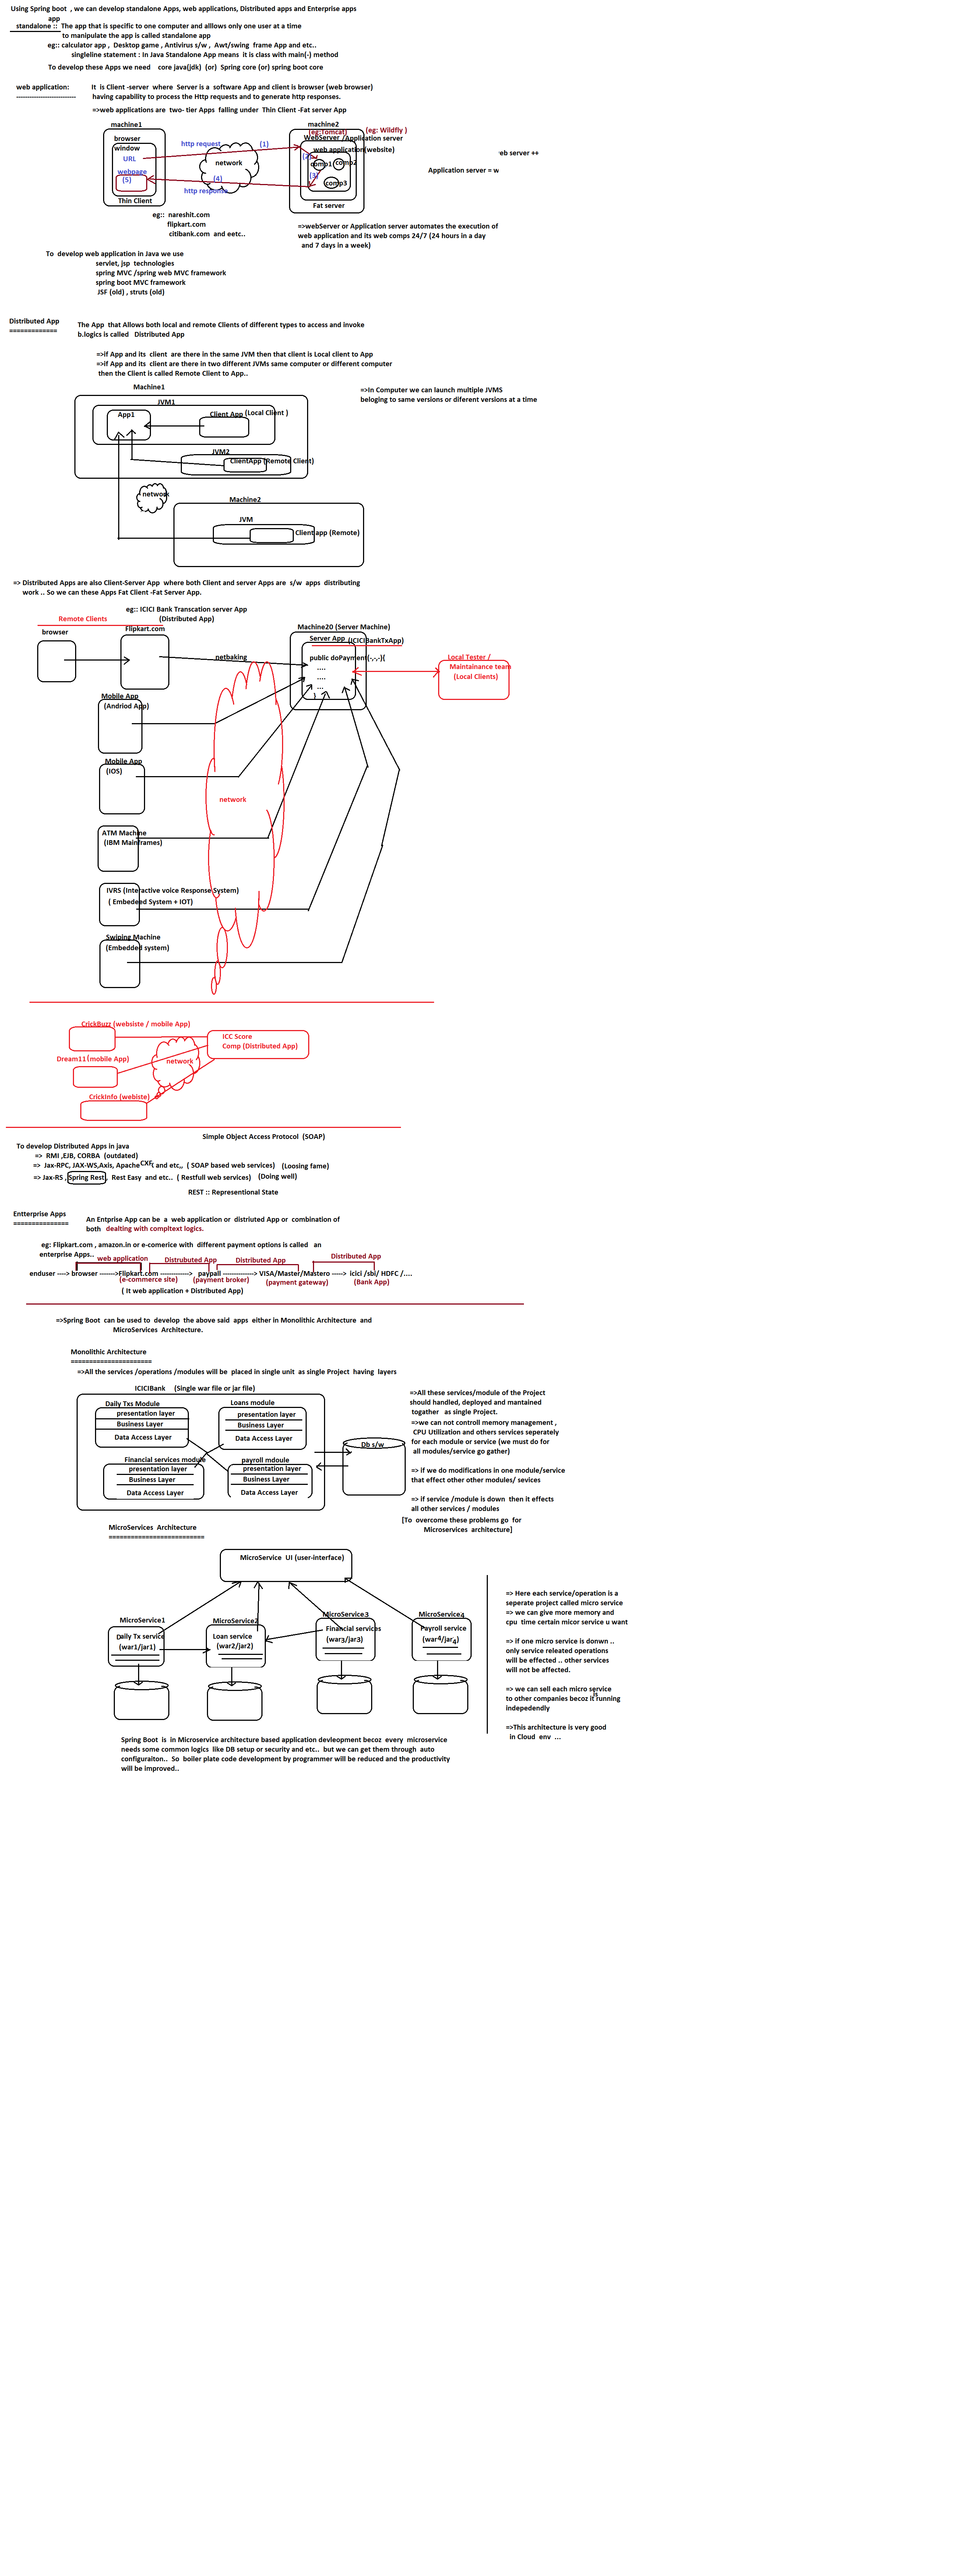 Using Spring boot , we can develop standalone Apps, web applications, Distributed apps and Enterprise apps
app
standalone :: The app that is specific to one computer and alllows only one user at a time
to manipulate the app is called standalone app
eg:: calculator app , Desktop game , Antivirus s/w , Awt/swing frame App and etc..
singleline statement : In Java Standalone App means it is class with main(-) method
To develop these Apps we need core java(jdk) (or) Spring core (or) spring boot core
web application: It is Client -server where Server is a software App and client is browser (web browser)
---------------------------- having capability to process the Http requests and to generate http responses.
=>web applications are two- tier Apps falling under Thin Client -Fat server App
machine1
browser
window
URL
webpage
(5)
Thin Client
http request
(1)
network
(4)
http response
machine2
(eg:Tomcat)
(eg: Wildfly )
WebServer /Application server
web application(website)
(2)
comp1
comp2
(3)
comp3
Fat server
eb server ++
Application server = w
eg:: nareshit.com
flipkart.com
citibank.com and eetc..
=>webServer or Application server automates the execution of
web application and its web comps 24/7 (24 hours in a day
and 7 days in a week)
To develop web application in Java we use
servlet, jsp technologies
spring MVC /spring web MVC framework
spring boot MVC framework
JSF (old) , struts (old)
Distributed App
=============
The App that Allows both local and remote Clients of different types to access and invoke
b.logics is called Distributed App
=>if App and its client are there in the same JVM then that client is Local client to App
=>if App and its client are there in two different JVMs same computer or different computer
then the Client is called Remote Client to App..
Machine1
=>In Computer we can launch multiple JVMS
beloging to same versions or diferent versions at a time
JVM1
App1
Client App (Local Client )
JVM2
ClientApp (Remote Client)
network
Machine2
JVM
Client app (Remote)
=> Distributed Apps are also Client-Server App where both Client and server Apps are s/w apps distributing
work .. So we can these Apps Fat Client -Fat Server App.
eg:: ICICI Bank Transcation server App
(Distributed App)
Remote Clients
browser
Flipkart.com
netbaking
Machine20 (Server Machine)
Server App (ICICIBankTxApp)
public doPayment(-,-,-){
....
....
...
}
Local Tester /
Maintainance team
(Local Clients)
Mobile App
(Andriod App)
Mobile App
(IOS)
network
ATM Machine
(IBM Mainframes)
IVRS (Interactive voice Response System)
( Embedeed System + IOT)
Swiping Machine
(Embedded system)
CrickBuzz (websiste / mobile App)
ICC Score
Comp (Distributed App)
Dream11(mobile App)
network
CrickInfo (webiste)
Simple Object Access Protocol (SOAP)
To develop Distributed Apps in java
=> RMI ,EJB, CORBA (outdated)
=> Jax-RPC, JAX-WS,Axis, Apache CXF, and etc,, ( SOAP based web services) (Loosing fame)
=> Jax-RS , Spring Rest, Rest Easy and etc.. ( Restfull web services) (Doing well)
REST :: Representional State
Entterprise Apps
===============
An Entprise App can be a web application or distriuted App or combination of
both dealting with compltext logics.
eg: Flipkart.com , amazon.in or e-comerice with different payment options is called an
enterprise Apps..
web application
Distrubuted App
Distributed App
Distributed App
enduser ----> browser ------->Flipkart.com -------------> paypall --------------> VISA/Master/Mastero -----> icici /sbi/ HDFC /....
(e-commerce site)
(payment broker)
(payment gateway)
(Bank App)
( It web application + Distributed App)
=>Spring Boot can be used to develop the above said apps either in Monolithic Architecture and
MicroServices Architecture.
Monolithic Architecture
======================
=>All the services /operations /modules will be placed in single unit as single Project having layers
ICICIBank (Single war file or jar file)
Daily Txs Module
presentation layer
Business Layer
Data Access Layer
Loans module
presentation layer
Business Layer
Data Access Layer
Financial services module
presentation layer
Business Layer
Data Access Layer
payroll mdoule
presentation layer
Business Layer
Data Access Layer
Db s/w
=>All these services/module of the Project
should handled, deployed and mantained
togather as single Project.
=>we can not controll memory management ,
CPU Utilization and others services seperately
for each module or service (we must do for
all modules/service go gather)
=> if we do modifications in one module/service
that effect other other modules/ sevices
=> if service /module is down then it effects
all other services / modules
[To overcome these problems go for
Microservices architecture]
MicroServices Architecture
==========================
MicroService UI (user-interface)
MicroService1
Daily Tx service
(war1/jar1)
MicroService2
Loan service
(war2/jar2)
MicroService3
Financial services
(war3/jar3)
MicroService4
Payroll service
(war4/jar4)
=> Here each service/operation is a
seperate project called micro service
=> we can give more memory and
cpu time certain micor service u want
=> if one micro service is donwn ..
only service releated operations
will be effected .. other services
will not be affected.
=> we can sell each micro service
to other companies becoz it is running
indepedendly
=>This architecture is very good
in Cloud env ...
Spring Boot is in Microservice architecture based application devleopment becoz every microservice
needs some common logics like DB setup or security and etc.. but we can get them through auto
configuraiton.. So boiler plate code development by programmer will be reduced and the productivity
will be improved..